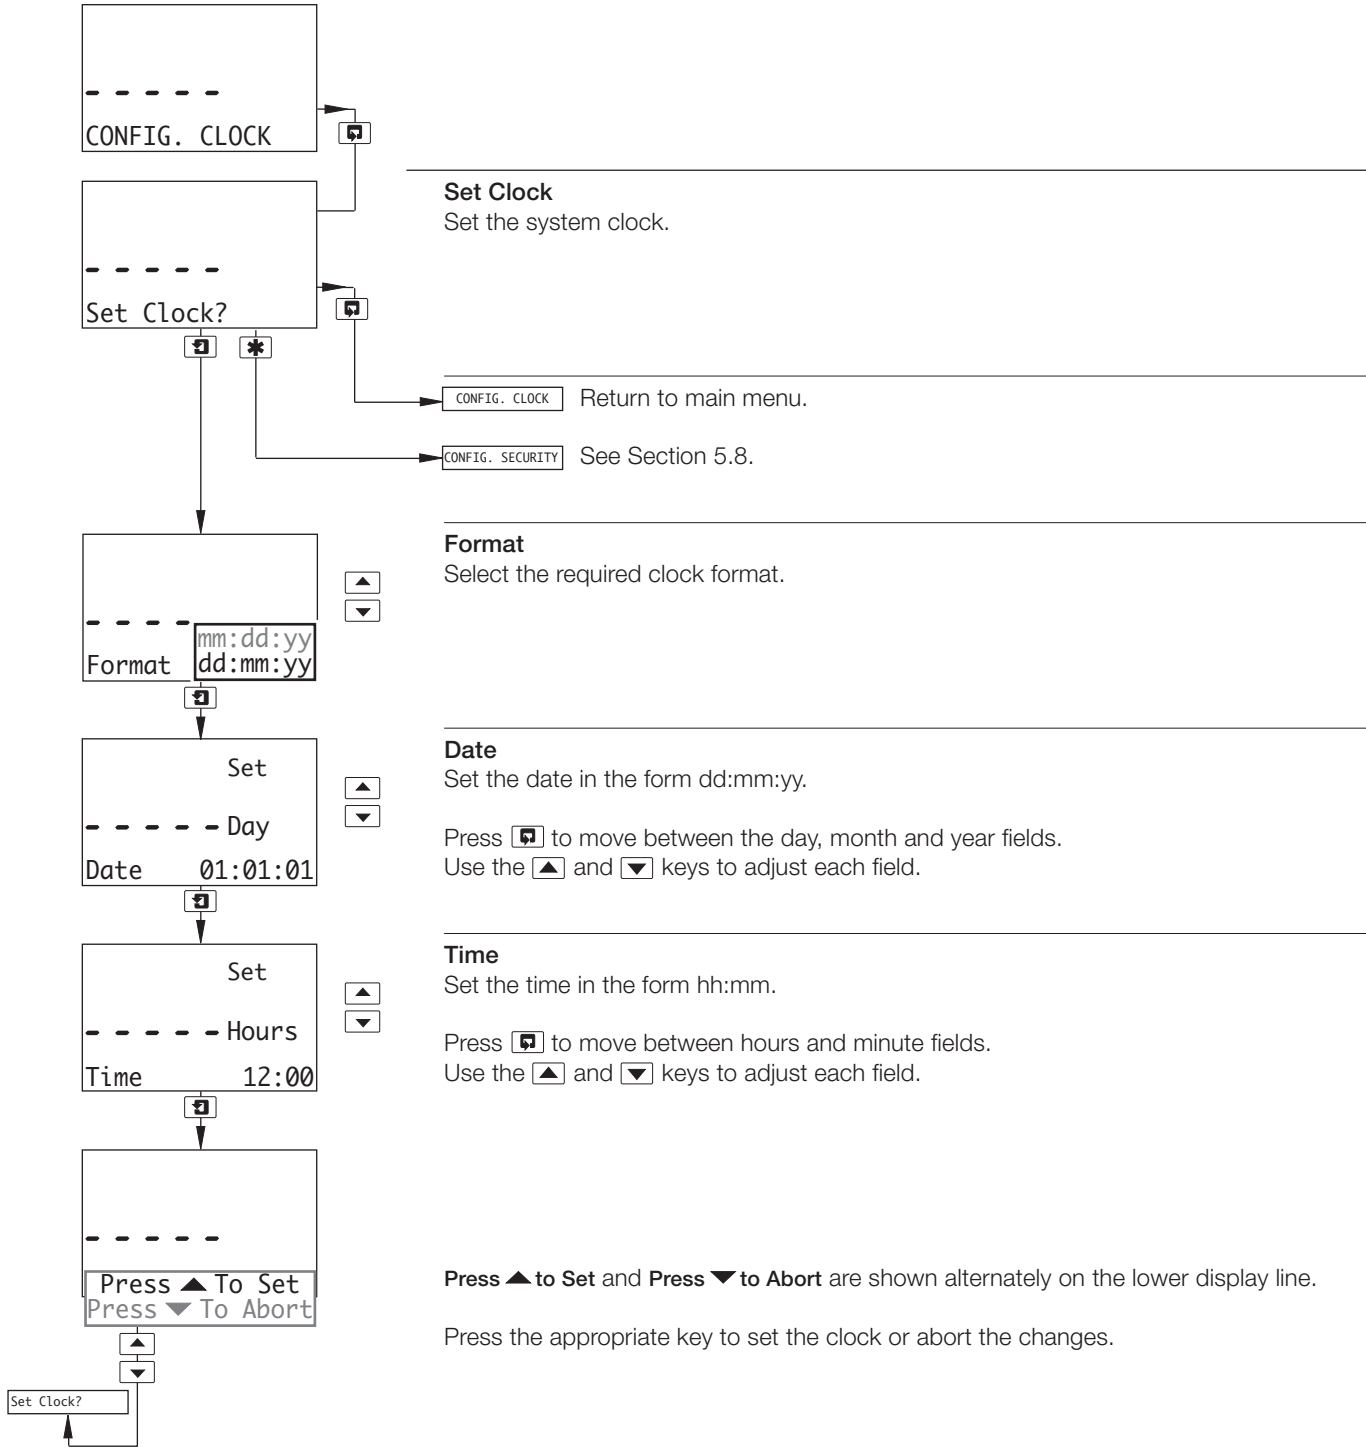 - - - - -
CONFIG. CLOCK
Set Clock
Set the system clock.
- - - - -
Set Clock?
CONFIG. CLOCK Return to main menu.
CONFIG. SECURITY See Section 5.8.
Format
Select the required clock format.
- - - -
mm:dd:yy
Format dd:mm:yy
Date
Set the date in the form dd:mm:yy.
Set
- - - - - Day
Date 01:01:01
Press to move between the day, month and year fields.
Use the ▲ and ▼ keys to adjust each field.
Time
Set the time in the form hh:mm.
Set
- - - - - Hours
Time 12:00
Press to move between hours and minute fields.
Use the ▲ and ▼ keys to adjust each field.
- - - - -
Press ▲ To Set
Press ▼ To Abort
Press ▲ to Set and Press ▼ to Abort are shown alternately on the lower display line.
Press the appropriate key to set the clock or abort the changes.
Set Clock?